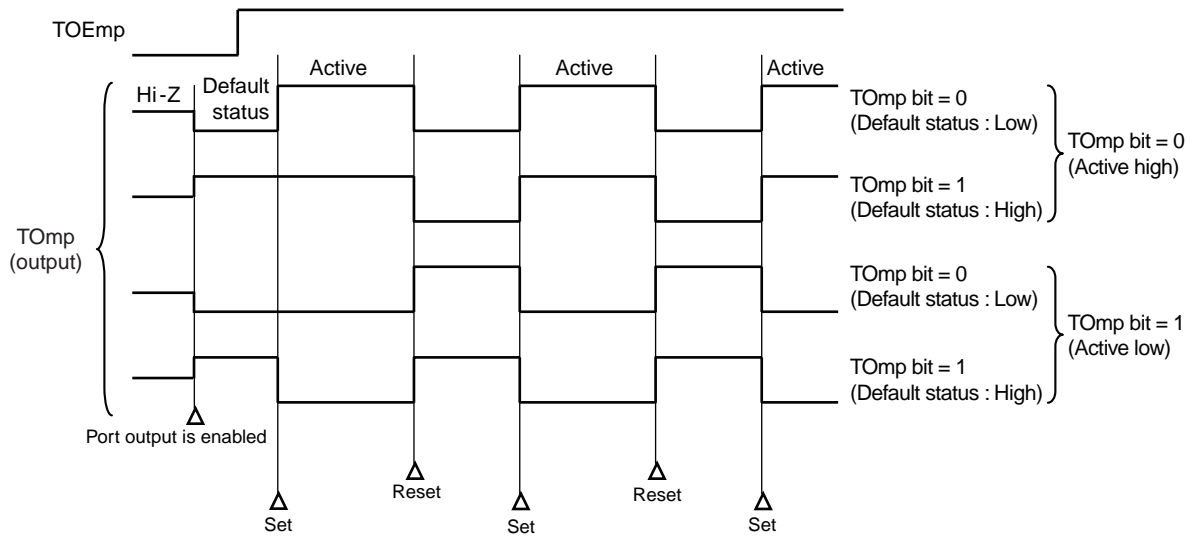 TOEmp
Active
Active
Active
Hi-Z
Default
status
TOmp bit = 0
(Default status : Low)
TOmp bit = 0
(Active high)
TOmp bit = 1
(Default status : High)
TOmp
(output)
TOmp bit = 0
(Default status : Low)
TOmp bit = 1
(Active low)
TOmp bit = 1
(Default status : High)
Port output is enabled
Reset
Reset
Set
Set
Set